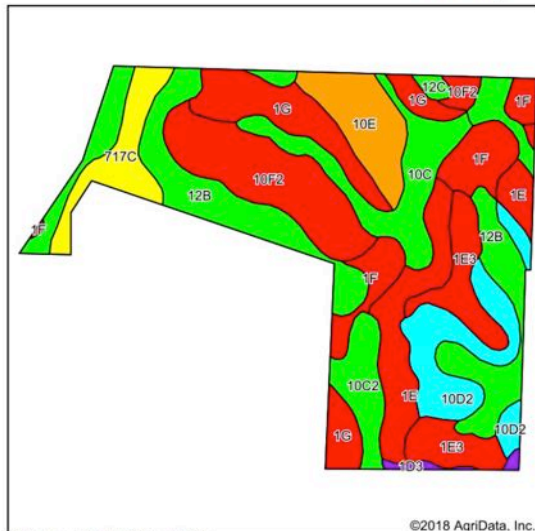 12C
1G
10F2
1F
1G
10E
717C
10F2
10C
1F
1E
1F
12B
12B
1E3
1F
10C2
1E
10D2
1G
10D2
1E3
1D3
©2018 AgriData, Inc.